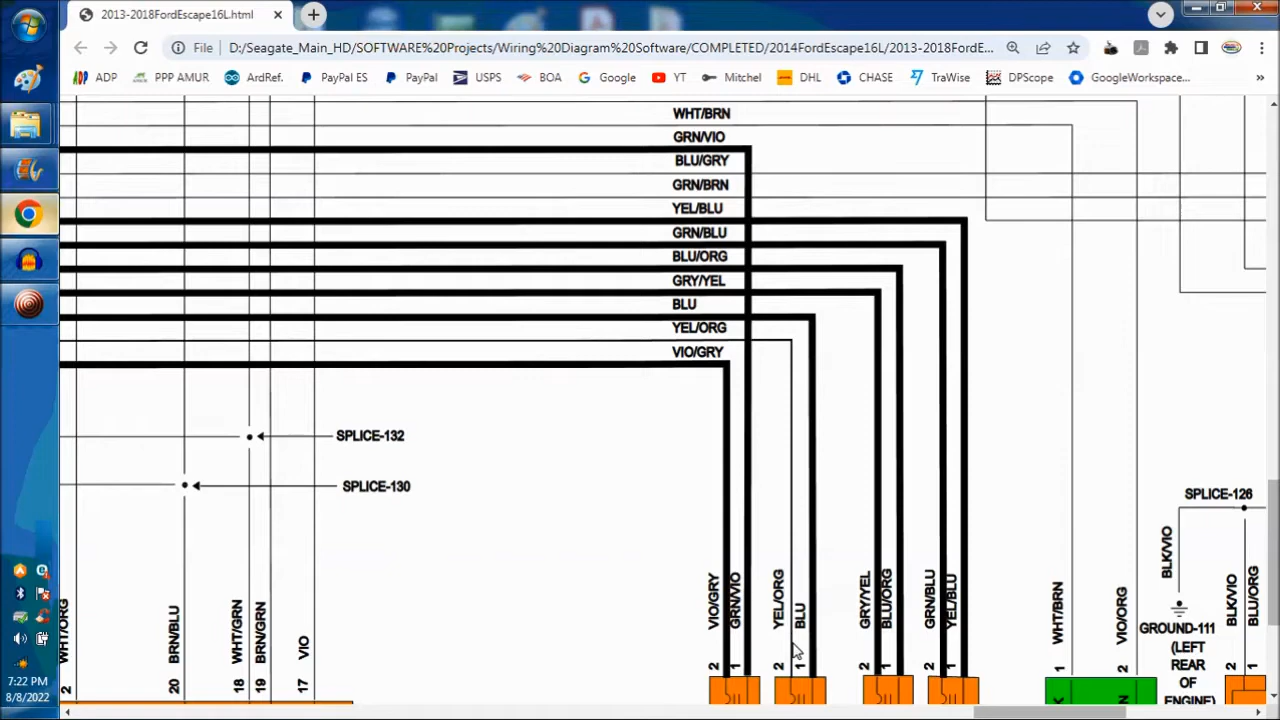 2013-2018FordEscape16L.html
File
D:/Seagate_Main_HD/SOFTWARE%20Projects/Wiring%20Diagram%20Software/COMPLETED/2014FordEscape16L/2013-2018FordE...
ADP PPP AMUR ArdRef. PayPal ES PayPal USPS BOA Google YT Mitchel DHL CHASE TraWise DPScope GoogleWorkspace...
WHT/BRN
GRN/VIO
BLU/GRY
GRN/BRN
YEL/BLU
GRN/BLU
BLU/ORG
GRY/YEL
BLU
YEL/ORG
VIO/GRY
SPLICE-132
SPLICE-130
SPLICE-126
WHT/ORG
2
BRN/BLU
20
WHT/GRN
18
BRN/GRN
19
VIO
17
VIO/GRY
2
GRN/VIO
1
YEL/ORG
2
BLU
1
GRY/YEL
2
BLU/ORG
1
GRN/BLU
2
YEL/BLU
1
WHT/BRN
1
VIO/ORG
2
BLK/VIO
GROUND-111
(LEFT
REAR
OF
ENGINE)
BLK/VIO
2
BLU/ORG
1
7:22 PM
8/8/2022